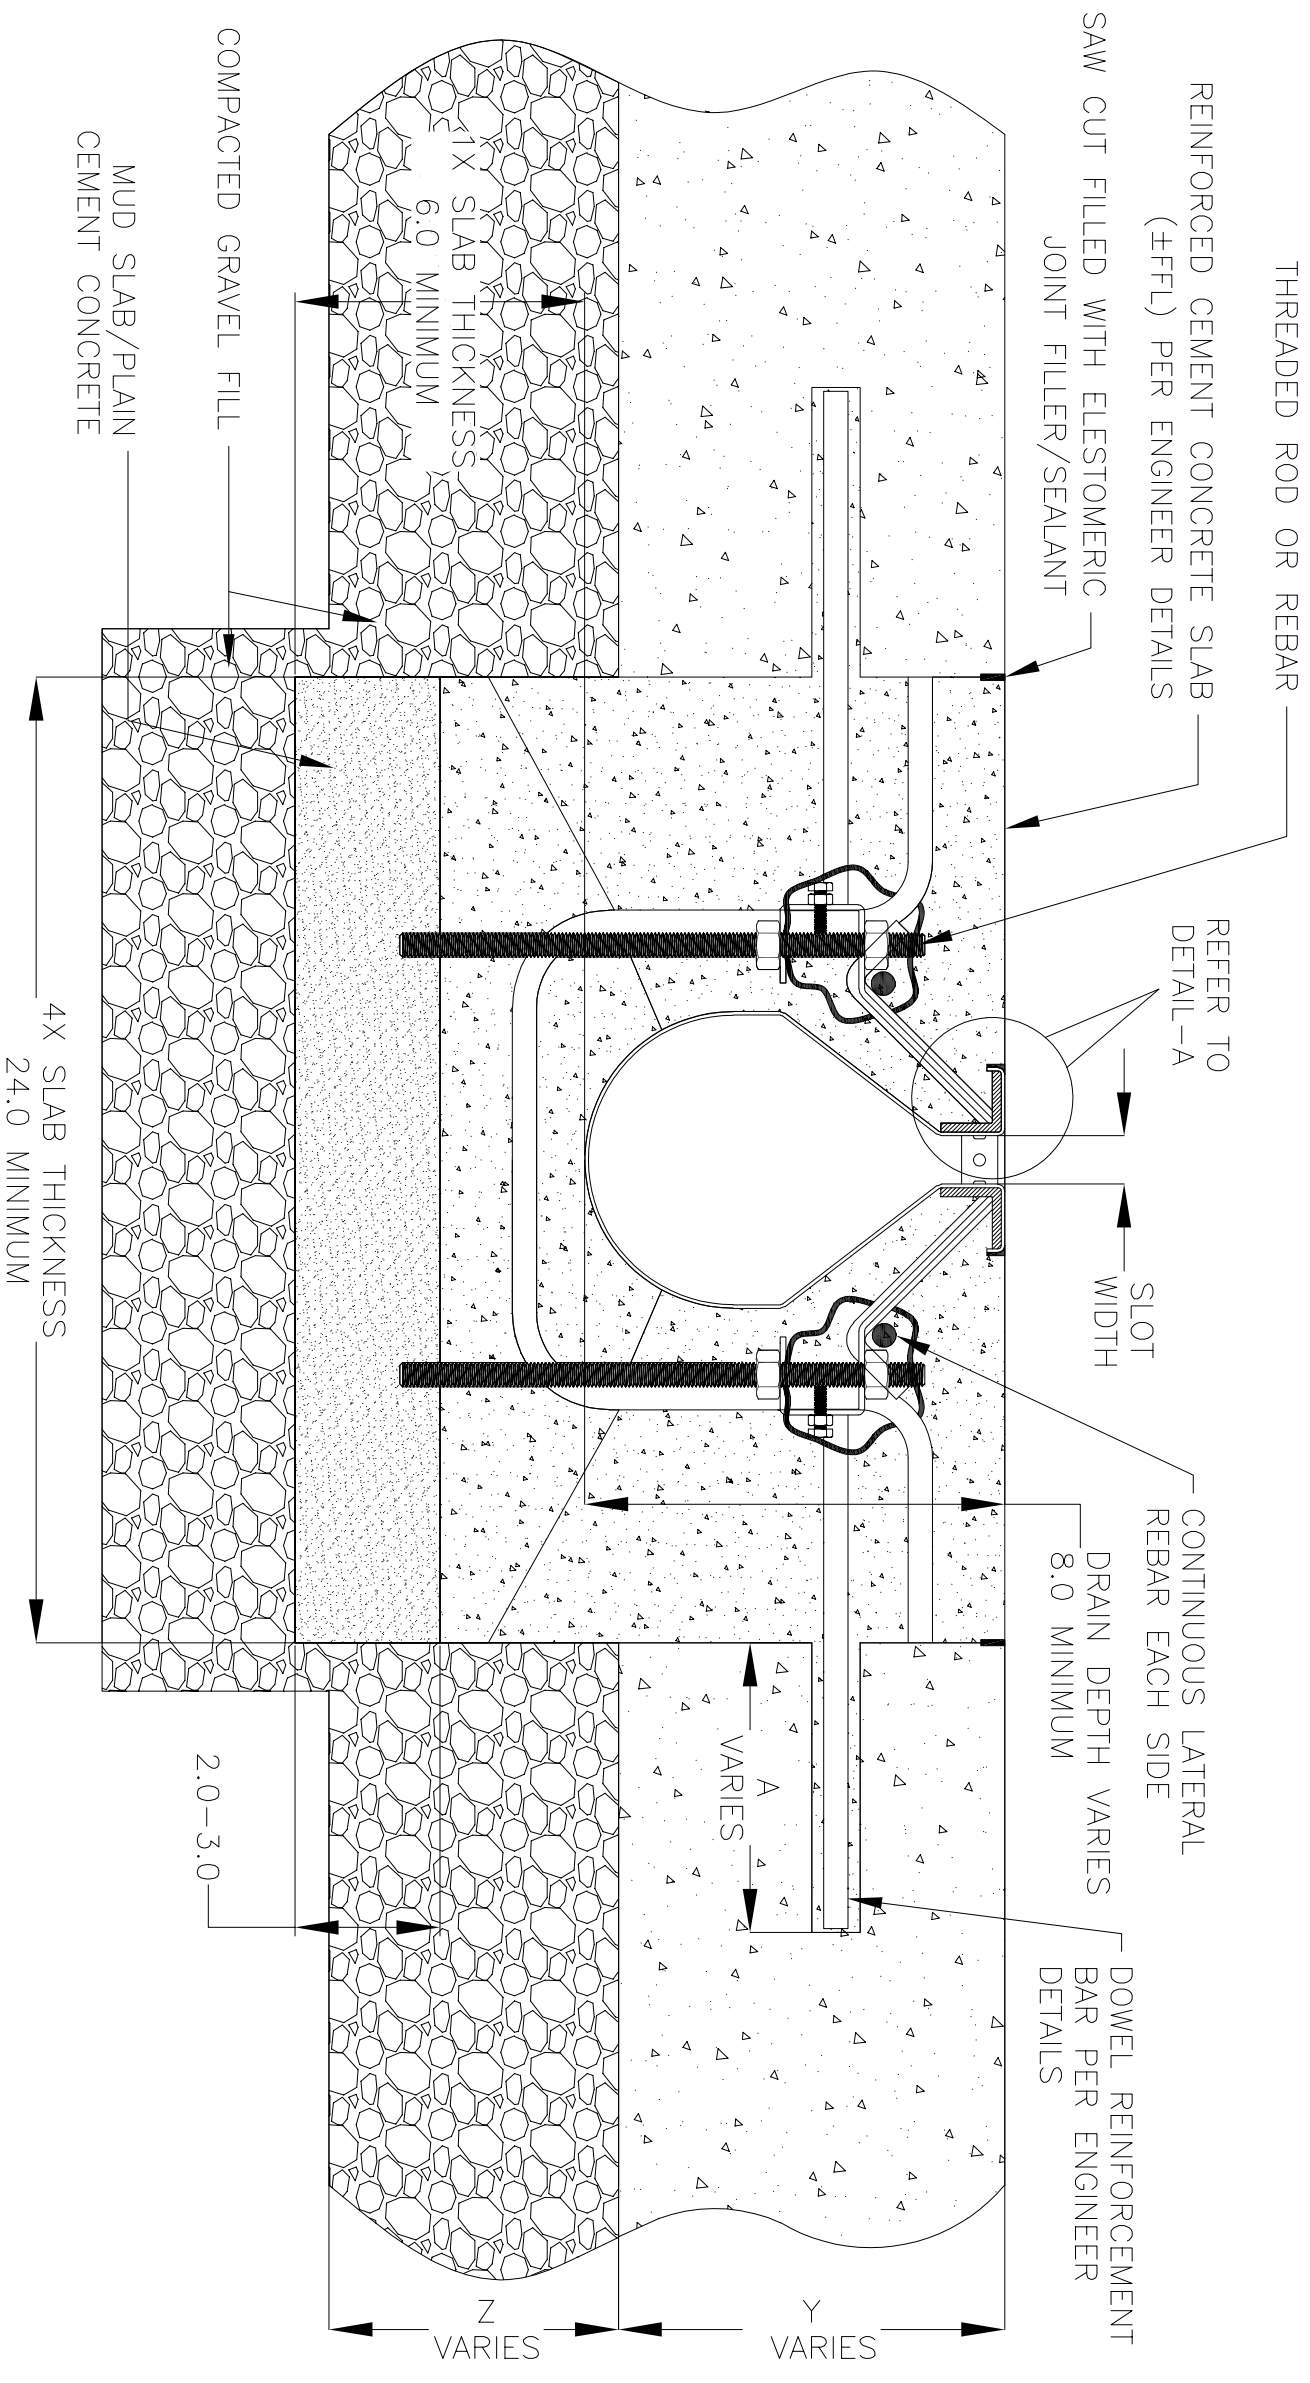 THREADED ROD OR REBAR
REINFORCED CEMENT CONCRETE SLAB
(±FFL) PER ENGINEER DETAILS
SAW CUT FILLED WITH ELESTOMERIC
JOINT FILLER/SEALANT
REFER TO
DETAIL-A
SLOT
WIDTH
CONTINUOUS LATERAL
REBAR EACH SIDE
DRAIN DEPTH VARIES
8.0 MINIMUM
DOWEL REINFORCEMENT
BAR PER ENGINEER
DETAILS
Y
VARIES
Z
VARIES
A
VARIES
1X SLAB THICKNESS
6.0 MINIMUM
COMPACTED GRAVEL FILL
MUD SLAB/PLAIN
CEMENT CONCRETE
2.0-3.0
4X SLAB THICKNESS
24.0 MINIMUM